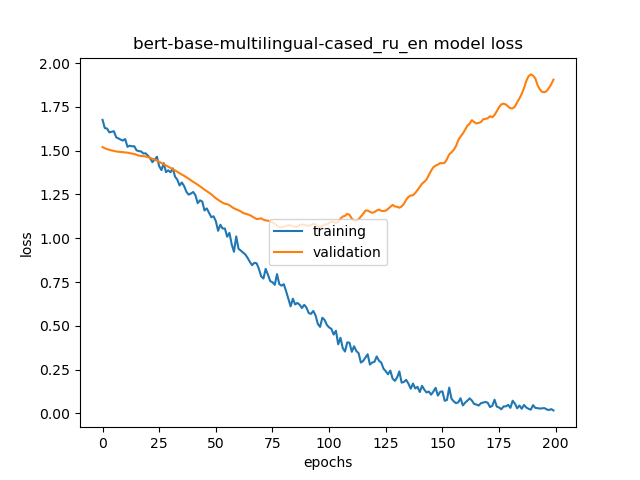 bert-base-multilingual-cased_ru_en model loss
2.00
1.75
1.50
1.25
1.00
0.75
0.50
0.25
0.00
loss
training
validation
0 25 50 75 100 125 150 175 200
epochs